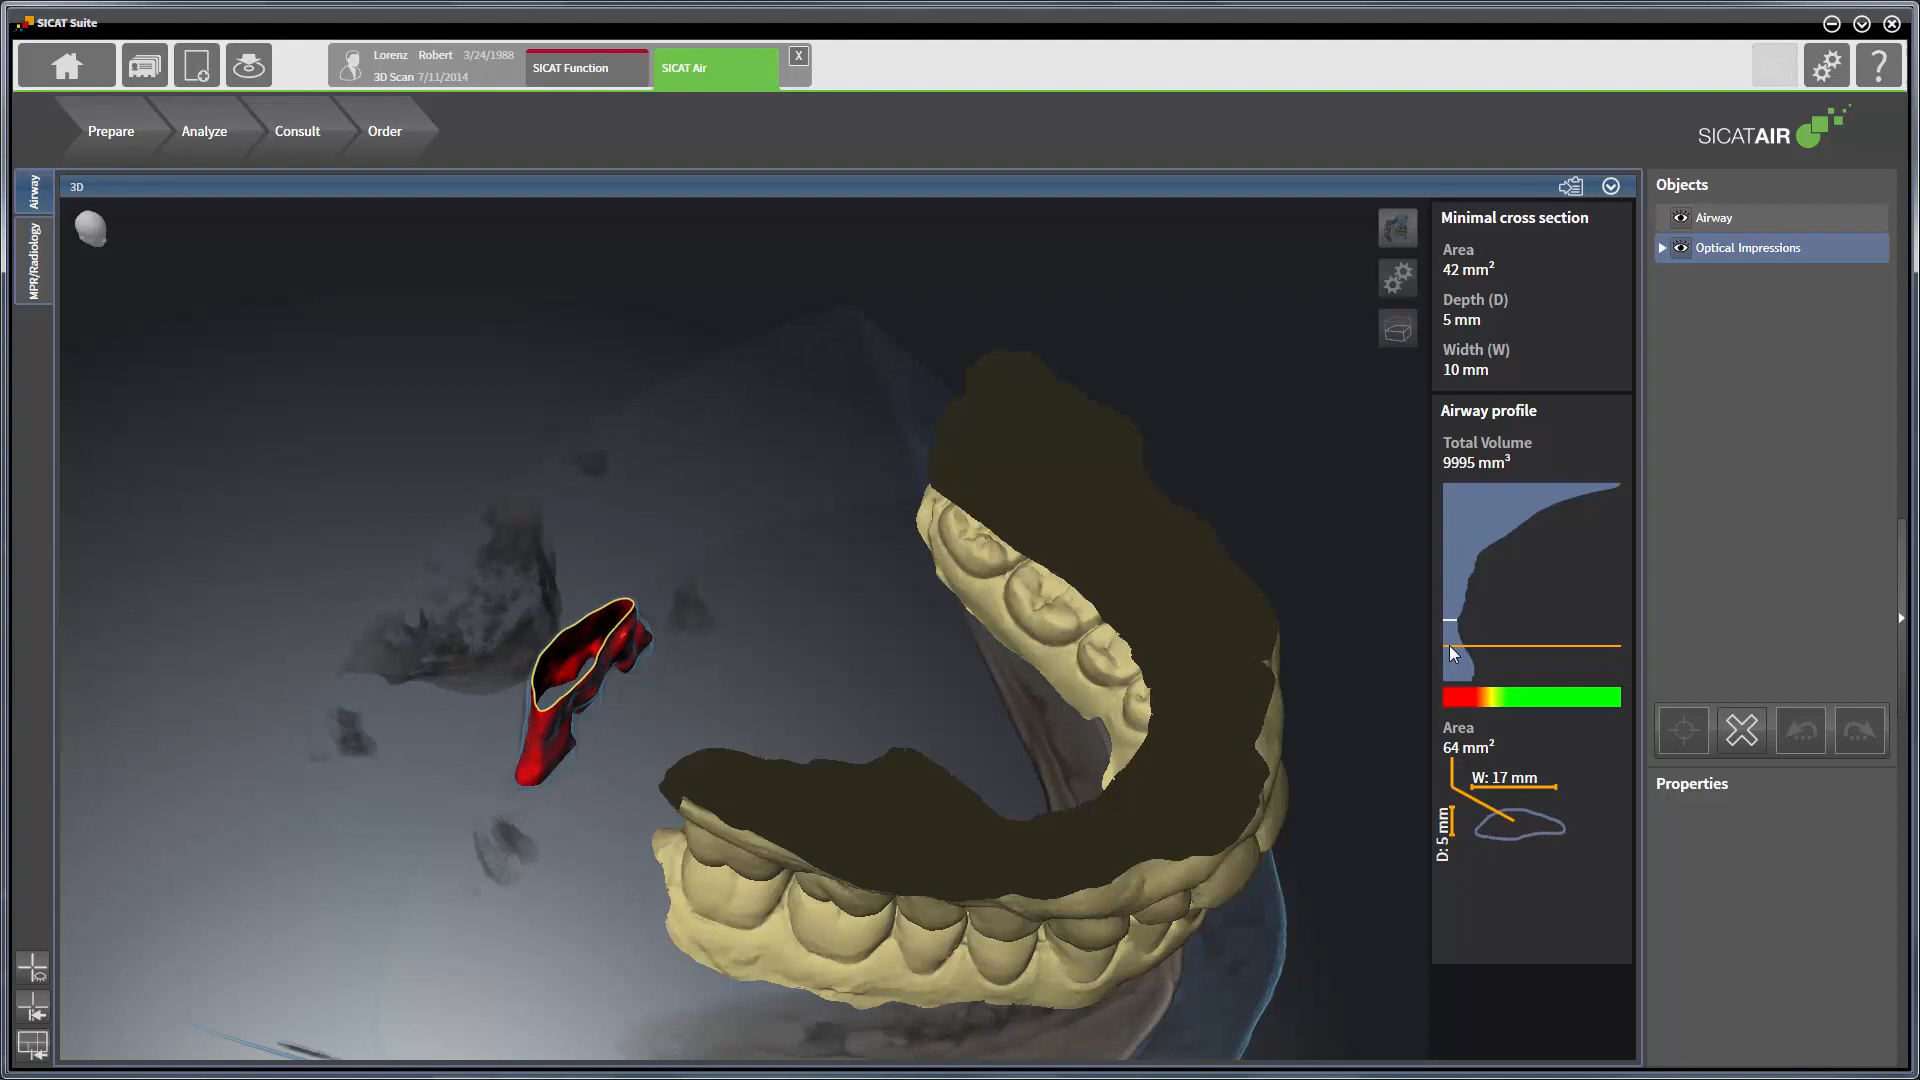 SICAT Suite
Lorenz Robert 3/24/1988
3D Scan 7/11/2014
SICAT Function
SICAT Air
X
?
Prepare
Analyze
Consult
Order
SICATAIR
Airway
MPR/Radiology
3D
Minimal cross section
Area
42 mm²
Depth (D)
5 mm
Width (W)
10 mm
Airway profile
Total Volume
9995 mm³
Area
64 mm²
W: 17 mm
D: 5 mm
Objects
Airway
Optical Impressions
Properties